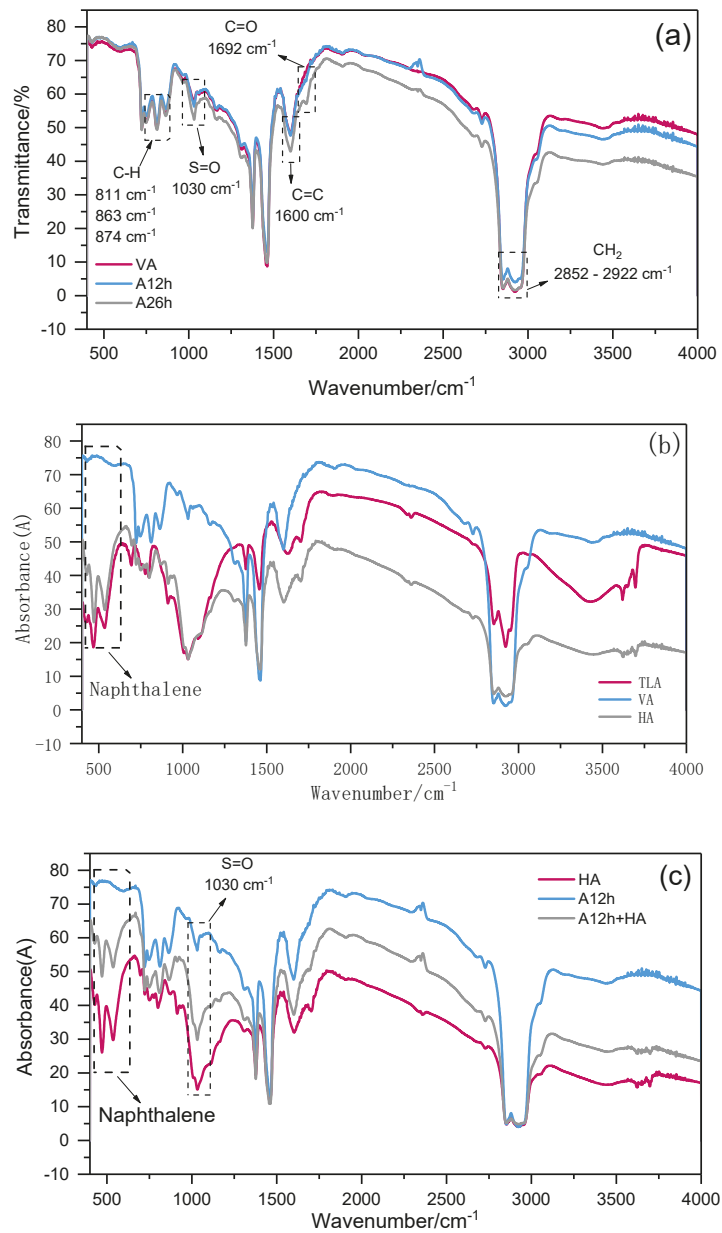 (a)
C=O
1692 cm⁻¹
80
70
60
50
40
30
20
10
0
-10
Transmittance/%
C-H
811 cm⁻¹
863 cm⁻¹
874 cm⁻¹
S=O
1030 cm⁻¹
C=C
1600 cm⁻¹
CH₂
2852 - 2922 cm⁻¹
VA
A12h
A26h
500 1000 1500 2000 2500 3000 3500 4000
Wavenumber/cm⁻¹
(b)
80
70
60
50
40
30
20
10
0
-10
Absorbance(A)
Naphthalene
TLA
VA
HA
500 1000 1500 2000 2500 3000 3500 4000
Wavenumber/cm⁻¹
(c)
S=O
1030 cm⁻¹
HA
A12h
A12h+HA
80
70
60
50
40
30
20
10
0
-10
Absorbance(A)
Naphthalene
500 1000 1500 2000 2500 3000 3500 4000
Wavenumber/cm⁻¹